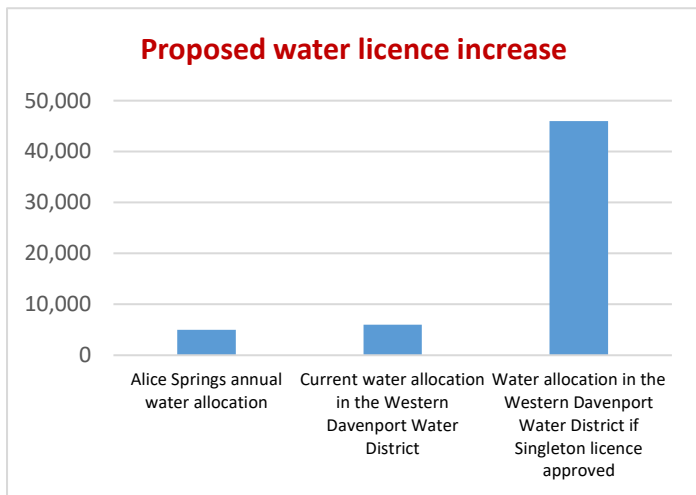 Proposed water licence increase
50,000
40,000
30,000
20,000
10,000
0
Alice Springs annual
water allocation
Current water allocation
in the Western
Davenport Water
District
Water allocation in the
Western Davenport
Water District if
Singleton licence
approved